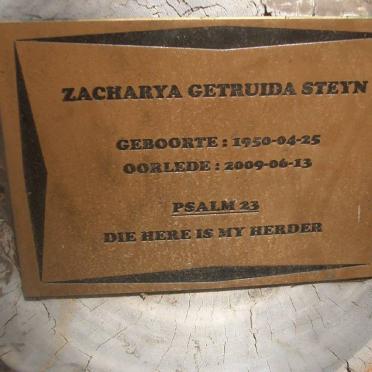 ZACHARYA GETRUIDA STEYN
GEBOORTE : 1950-04-25
OORLEDE : 2009-06-13
PSALM 23
DIE HERE IS MY HERDER